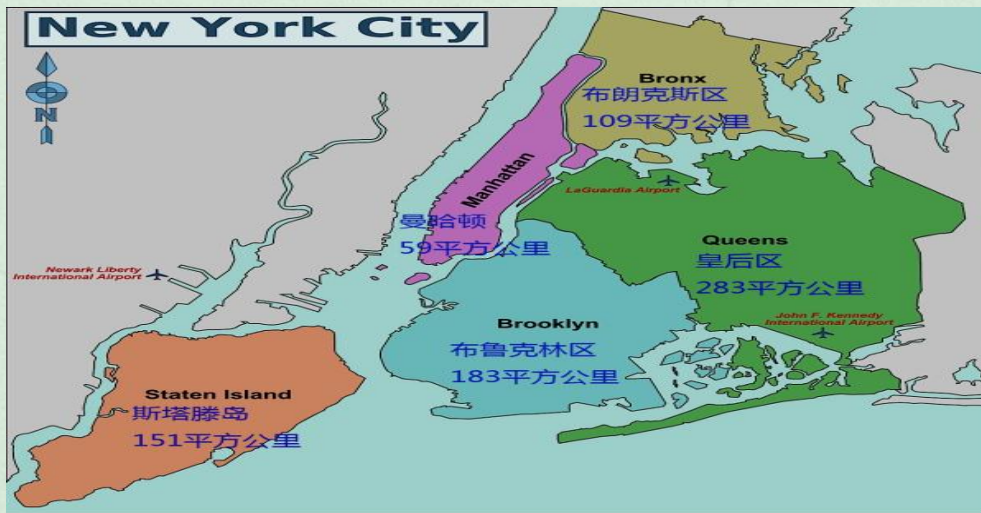 New York City
N
Bronx
布朗克斯区
109平方公里
Manhattan
曼哈顿
59平方公里
LaGuardia Airport
Queens
皇后区
283平方公里
Newark Liberty
International Airport
John F. Kennedy
International Airport
Brooklyn
布鲁克林区
183平方公里
Staten Island
斯塔滕岛
151平方公里